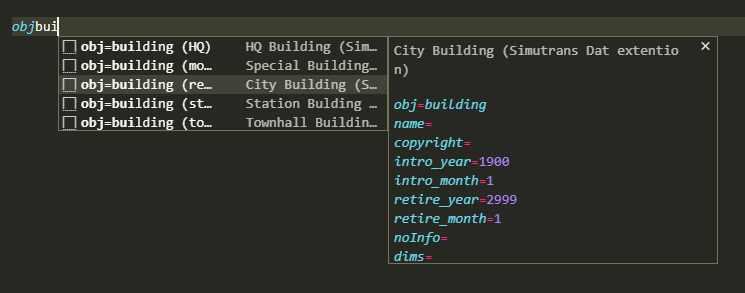 objbui
obj=building (HQ) HQ Building (Sim…
obj=building (mo… Special Building…
obj=building (re… City Building (S…
obj=building (st… Station Bulding …
obj=building (to… Townhall Buildin…
City Building (Simutrans Dat extentio
n)
obj=building
name=
copyright=
intro_year=1900
intro_month=1
retire_year=2999
retire_month=1
noInfo=
dims=